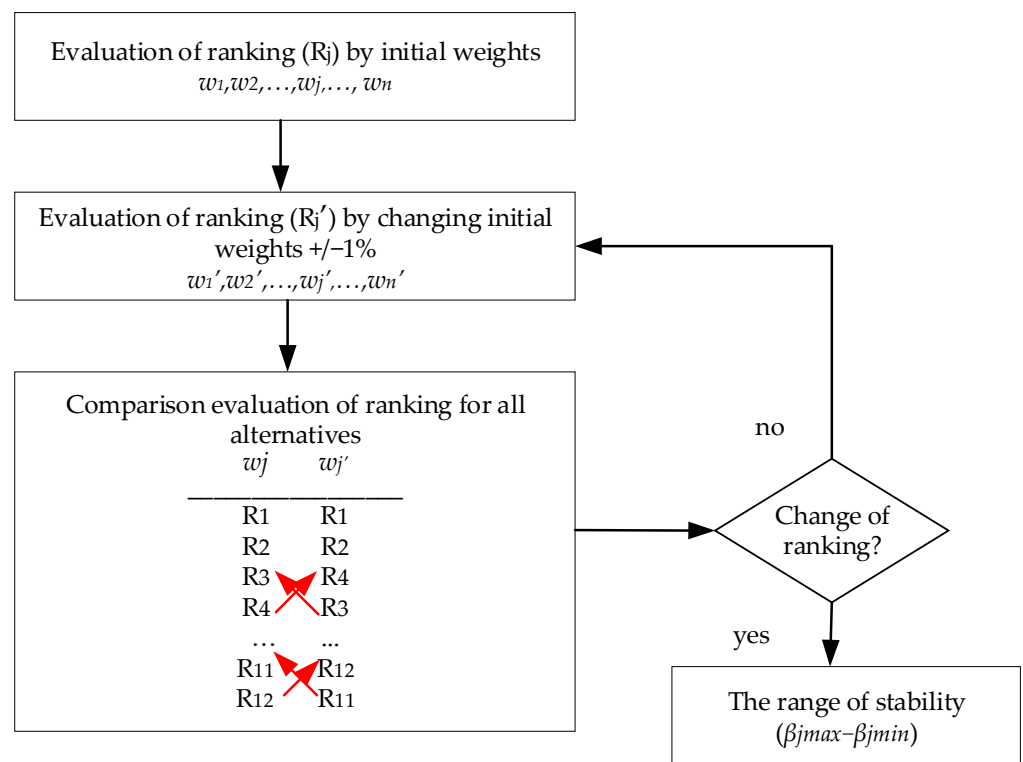 Evaluation of ranking (Rj) by initial weights
w1,w2,…,wj,…, wn
Evaluation of ranking (Rj′) by changing initial
weights +/−1%
w1′,w2′,…,wj′,…,wn′
Comparison evaluation of ranking for all
alternatives
wj wj′
R1 R1
R2 R2
R3 R4
R4 R3
… ...
R11 R12
R12 R11
no
Change of
ranking?
yes
The range of stability
(βjmax−βjmin)